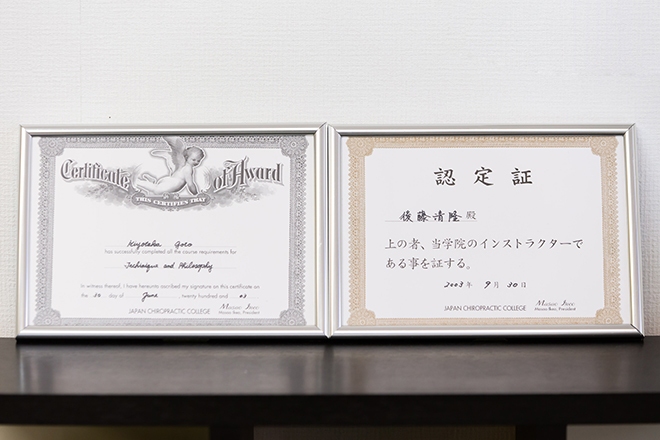 Certificate of Award
THIS CERTIFIES THAT
Kiyotaka Goto
has successfully completed all the course requirements for
Technique and Philosophy
In witness thereof, I have hereunto ascribed my signature on this certificate on
the 30 day of June twenty hundred and 03
JAPAN CHIROPRACTIC COLLEGE
President
認定証
後藤清隆 殿
上の者、当学院のインストラクターで
ある事を証する。
2003年 9月30日
JAPAN CHIROPRACTIC COLLEGE
President